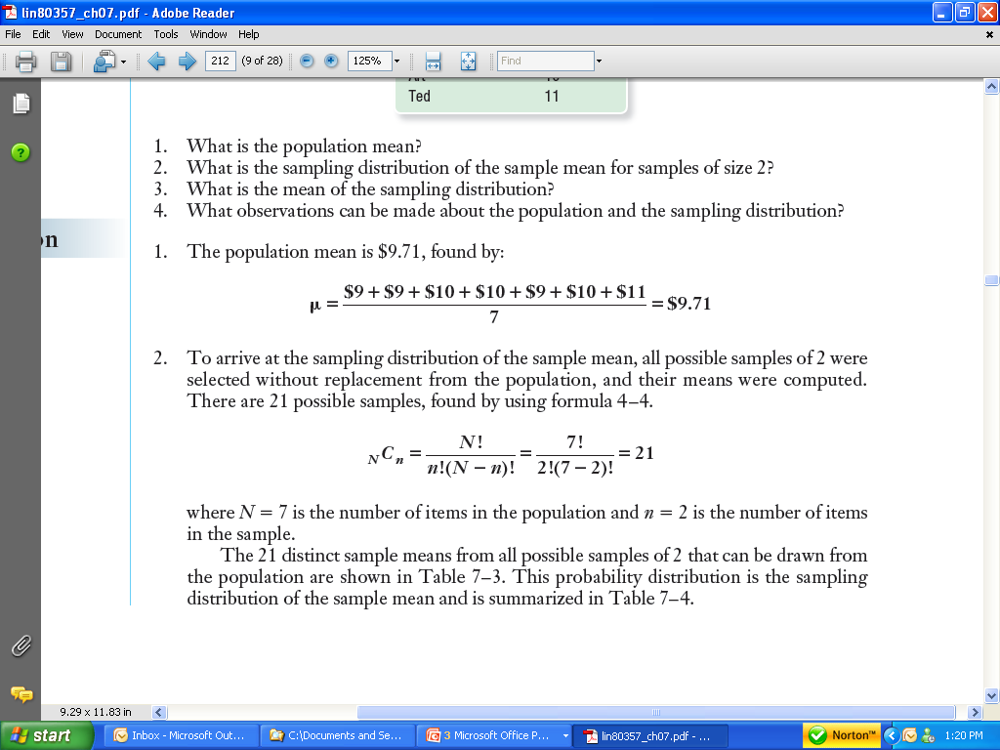 lin80357_ch07.pdf - Adobe Reader
File Edit View Document Tools Window Help
212 (9 of 28) 125% Find
Ted 11
1. What is the population mean?
2. What is the sampling distribution of the sample mean for samples of size 2?
3. What is the mean of the sampling distribution?
4. What observations can be made about the population and the sampling distribution?
on
1. The population mean is $9.71, found by:
μ = $9 + $9 + $10 + $10 + $9 + $10 + $11 / 7 = $9.71
2. To arrive at the sampling distribution of the sample mean, all possible samples of 2 were
selected without replacement from the population, and their means were computed.
There are 21 possible samples, found by using formula 4–4.
NCn = N! / n!(N − n)! = 7! / 2!(7 − 2)! = 21
where N = 7 is the number of items in the population and n = 2 is the number of items
in the sample.
The 21 distinct sample means from all possible samples of 2 that can be drawn from
the population are shown in Table 7–3. This probability distribution is the sampling
distribution of the sample mean and is summarized in Table 7–4.
9.29 x 11.83 in
start Inbox - Microsoft Out... C:\Documents and Se... 3 Microsoft Office P... lin80357_ch07.pdf - ... Norton™ 1:20 PM